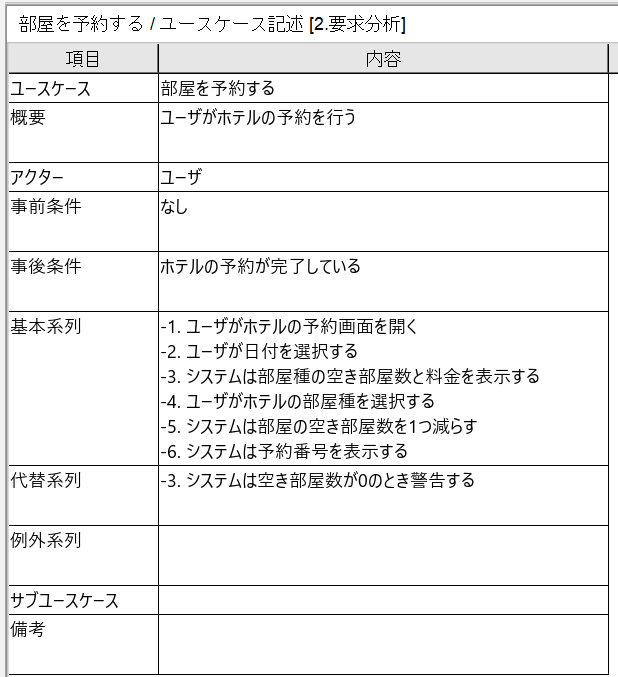 部屋を予約する / ユースケース記述 [2.要求分析]
項目 内容
ユースケース 部屋を予約する
概要 ユーザがホテルの予約を行う
アクター ユーザ
事前条件 なし
事後条件 ホテルの予約が完了している
基本系列 -1. ユーザがホテルの予約画面を開く
-2. ユーザが日付を選択する
-3. システムは部屋種の空き部屋数と料金を表示する
-4. ユーザがホテルの部屋種を選択する
-5. システムは部屋の空き部屋数を1つ減らす
-6. システムは予約番号を表示する
代替系列 -3. システムは空き部屋数が0のとき警告する
例外系列
サブユースケース
備考